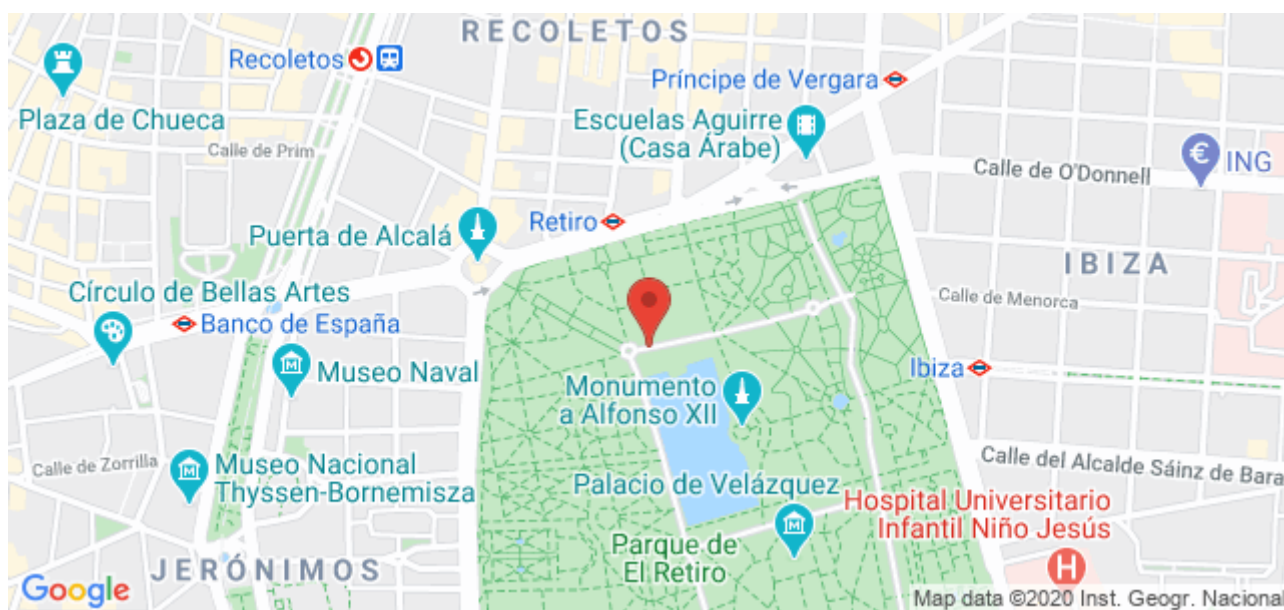 RECOLETOS
Recoletos
Príncipe de Vergara
Plaza de Chueca
Escuelas Aguirre
(Casa Árabe)
Calle de Prim
ING
Calle de O'Donnell
Retiro
Puerta de Alcalá
IBIZA
Círculo de Bellas Artes
Calle de Menorca
Banco de España
Museo Naval
Ibiza
Monumento
a Alfonso XII
Calle de Zorrilla
Museo Nacional
Thyssen-Bornemisza
Calle del Alcalde Sáinz de Bara
Palacio de Velázquez
Hospital Universitario
Infantil Niño Jesús
Parque de
El Retiro
JERÓNIMOS
H
Google
Map data ©2020 Inst. Geogr. Naciona